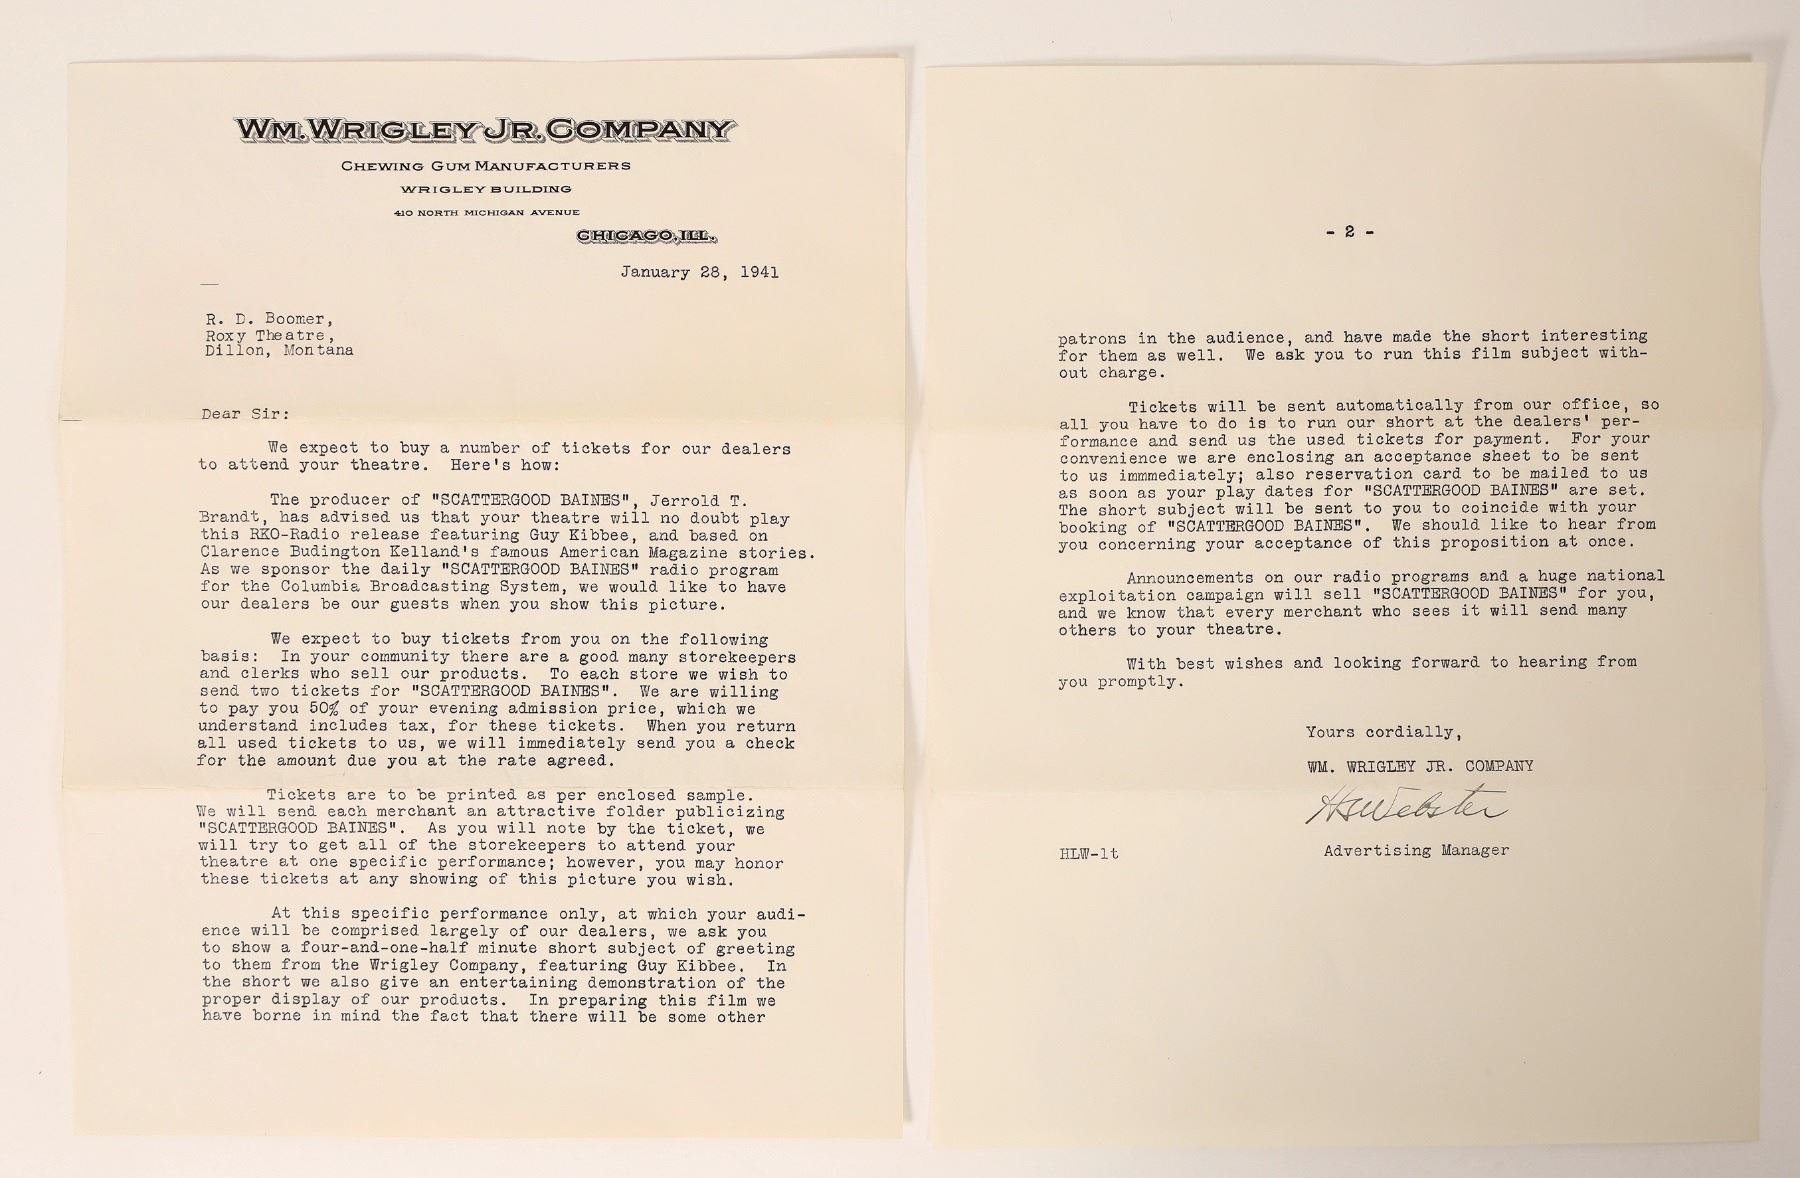 WM. WRIGLEY JR. COMPANY
CHEWING GUM MANUFACTURERS
WRIGLEY BUILDING
410 NORTH MICHIGAN AVENUE
CHICAGO, ILL.
January 28, 1941
R. D. Boomer,
Roxy Theatre,
Dillon, Montana
Dear Sir:
We expect to buy a number of tickets for our dealers
to attend your theatre. Here's how:
The producer of "SCATTERGOOD BAINES", Jerrold T.
Brandt, has advised us that your theatre will no doubt play
this RKO-Radio release featuring Guy Kibbee, and based on
Clarence Budington Kelland's famous American Magazine stories.
As we sponsor the daily "SCATTERGOOD BAINES" radio program
for the Columbia Broadcasting System, we would like to have
our dealers be our guests when you show this picture.
We expect to buy tickets from you on the following
basis: In your community there are a good many storekeepers
and clerks who sell our products. To each store we wish to
send two tickets for "SCATTERGOOD BAINES". We are willing
to pay you 50% of your evening admission price, which we
understand includes tax, for these tickets. When you return
all used tickets to us, we will immediately send you a check
for the amount due you at the rate agreed.
Tickets are to be printed as per enclosed sample.
We will send each merchant an attractive folder publicizing
"SCATTERGOOD BAINES". As you will note by the ticket, we
will try to get all of the storekeepers to attend your
theatre at one specific performance; however, you may honor
these tickets at any showing of this picture you wish.
At this specific performance only, at which your audi-
ence will be comprised largely of our dealers, we ask you
to show a four-and-one-half minute short subject of greeting
to them from the Wrigley Company, featuring Guy Kibbee. In
the short we also give an entertaining demonstration of the
proper display of our products. In preparing this film we
have borne in mind the fact that there will be some other
- 2 -
patrons in the audience, and have made the short interesting
for them as well. We ask you to run this film subject with-
out charge.
Tickets will be sent automatically from our office, so
all you have to do is to run our short at the dealers' per-
formance and send us the used tickets for payment. For your
convenience we are enclosing an acceptance sheet to be sent
to us immmediately; also reservation card to be mailed to us
as soon as your play dates for "SCATTERGOOD BAINES" are set.
The short subject will be sent to you to coincide with your
booking of "SCATTERGOOD BAINES". We should like to hear from
you concerning your acceptance of this proposition at once.
Announcements on our radio programs and a huge national
exploitation campaign will sell "SCATTERGOOD BAINES" for you,
and we know that every merchant who sees it will send many
others to your theatre.
With best wishes and looking forward to hearing from
you promptly.
Yours cordially,
WM. WRIGLEY JR. COMPANY
HLWebster
HLW-lt Advertising Manager